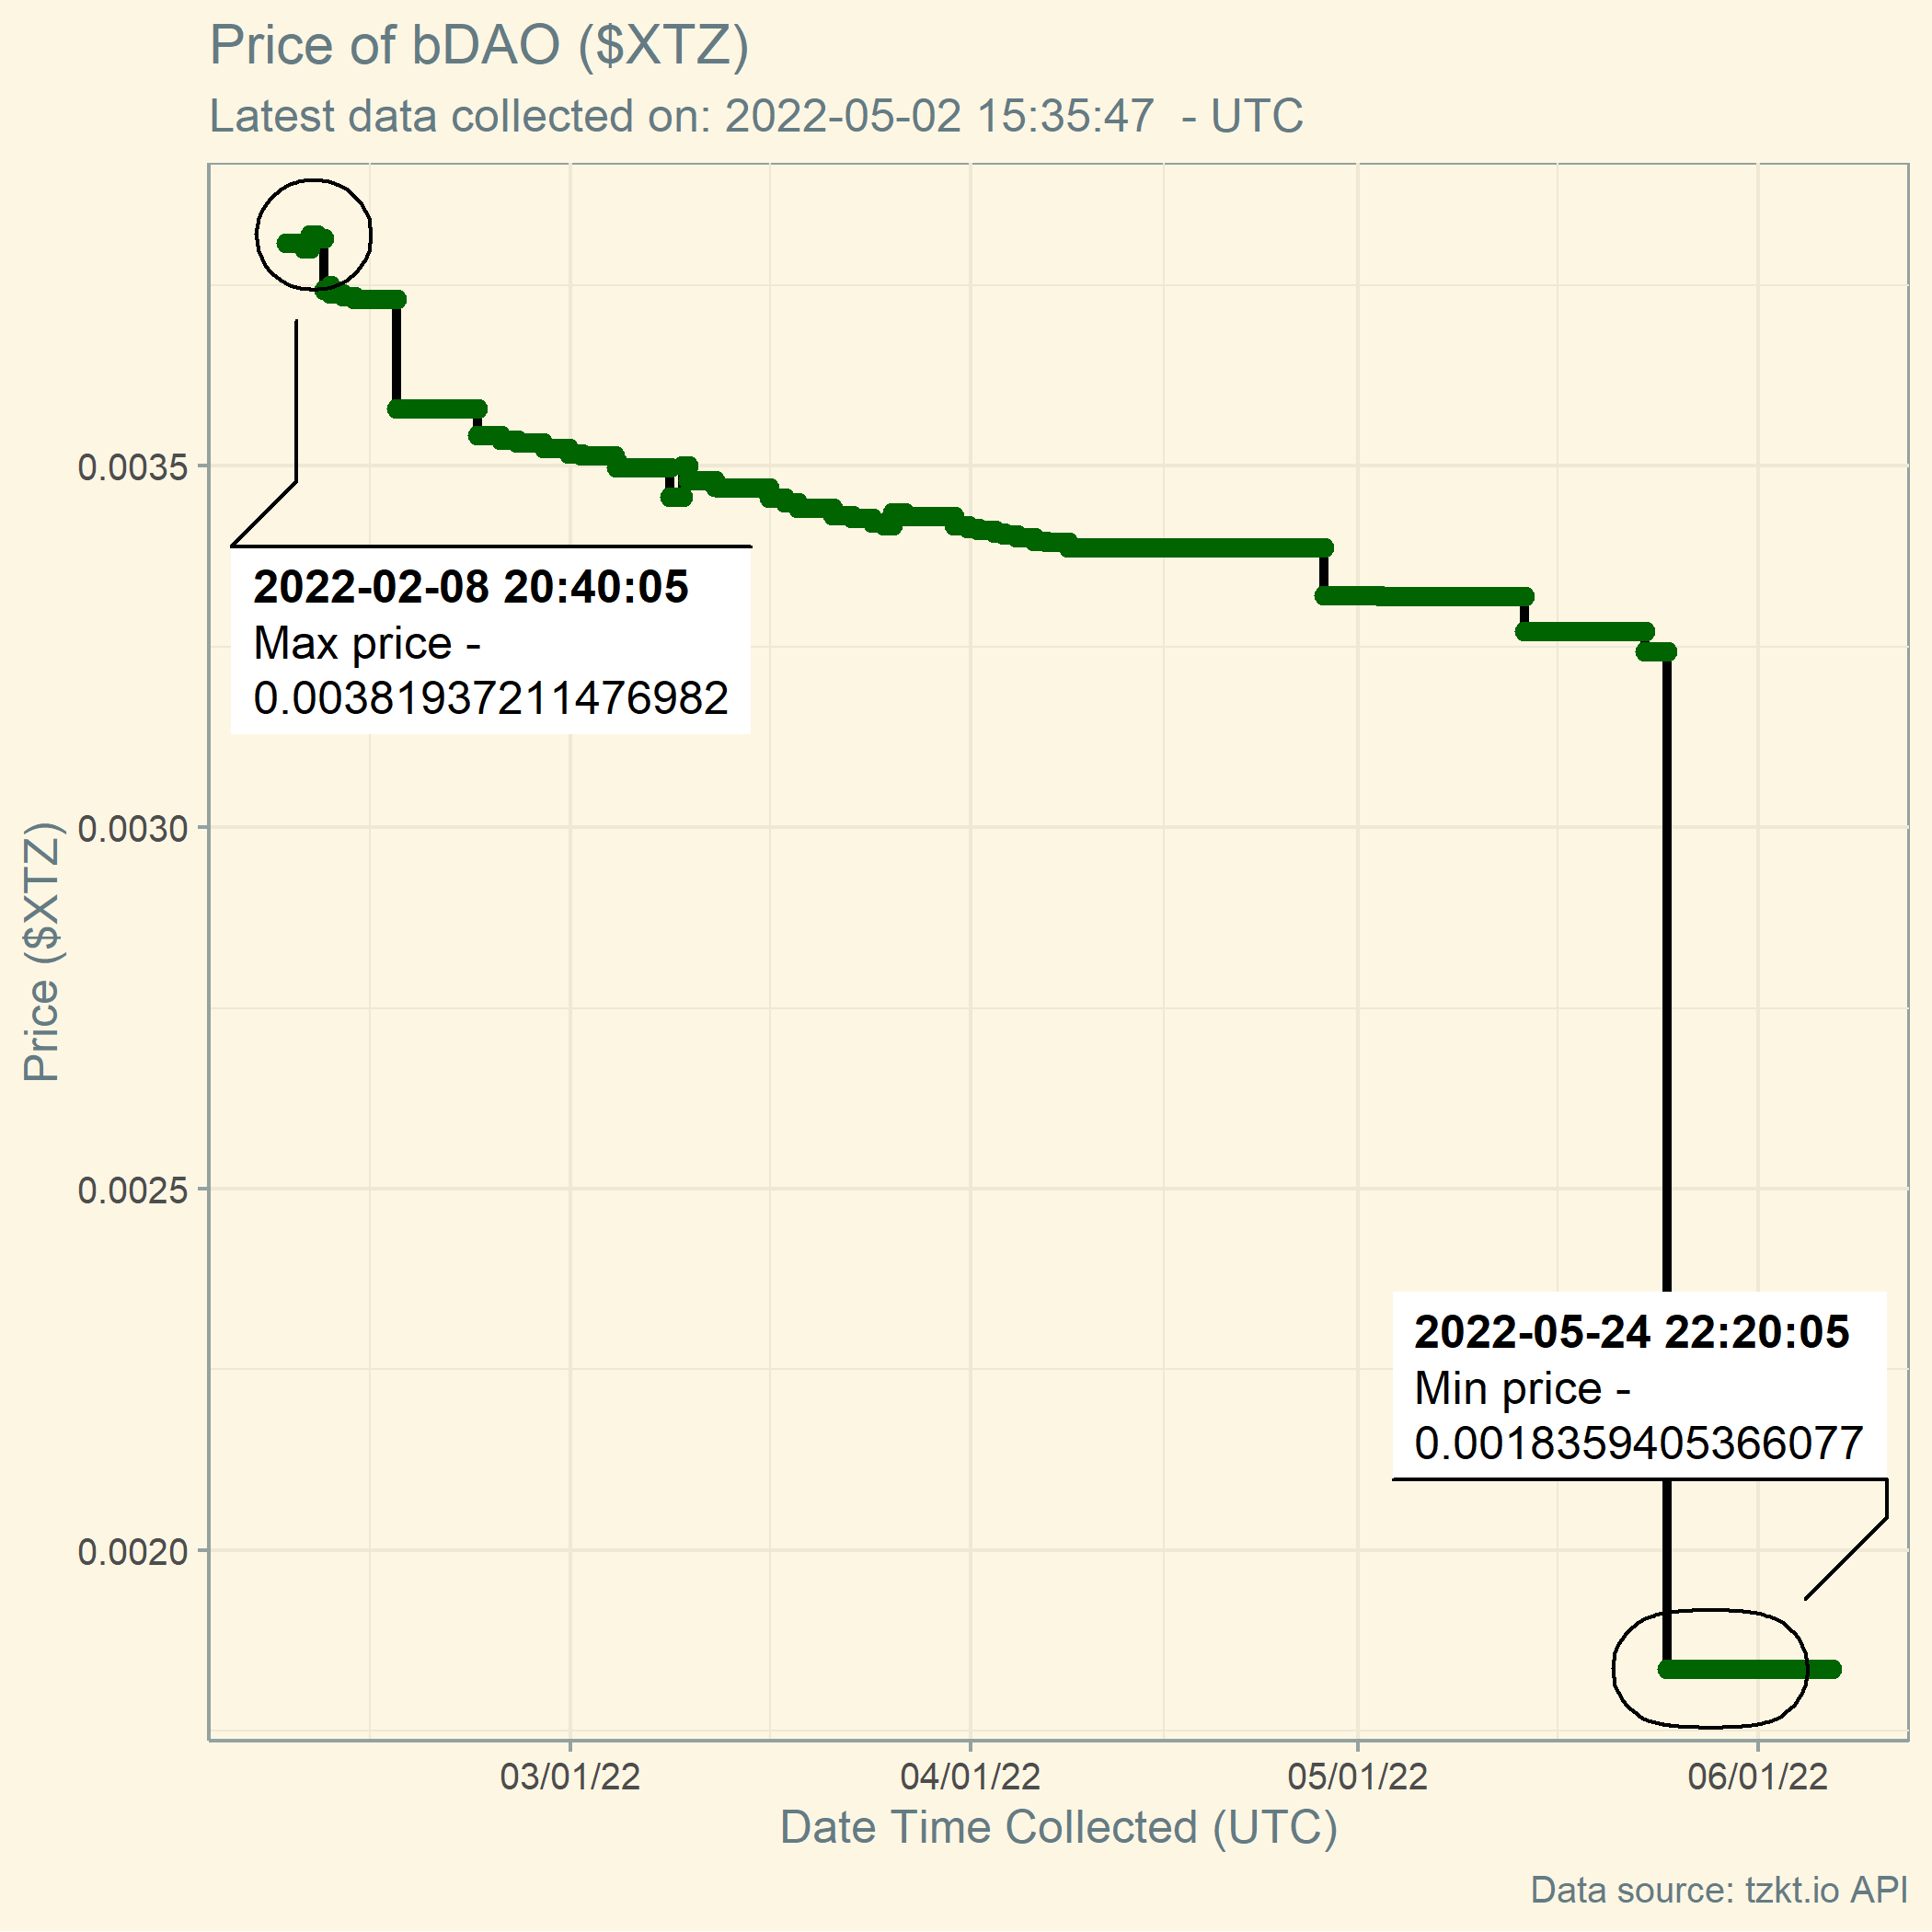 Price of bDAO ($XTZ)
Latest data collected on: 2022-05-02 15:35:47  - UTC
2022-02-08 20:40:05
Max price -
0.00381937211476982
0.0035
0.0030
0.0025
0.0020
Price ($XTZ)
2022-05-24 22:20:05
Min price -
0.0018359405366077
03/01/22
04/01/22
05/01/22
06/01/22
Date Time Collected (UTC)
Data source: tzkt.io API